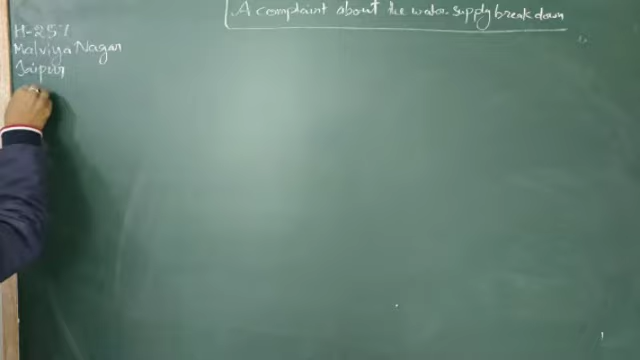 A complaint about the water supply break down
H-257
Malviya Nagar
Jaipur